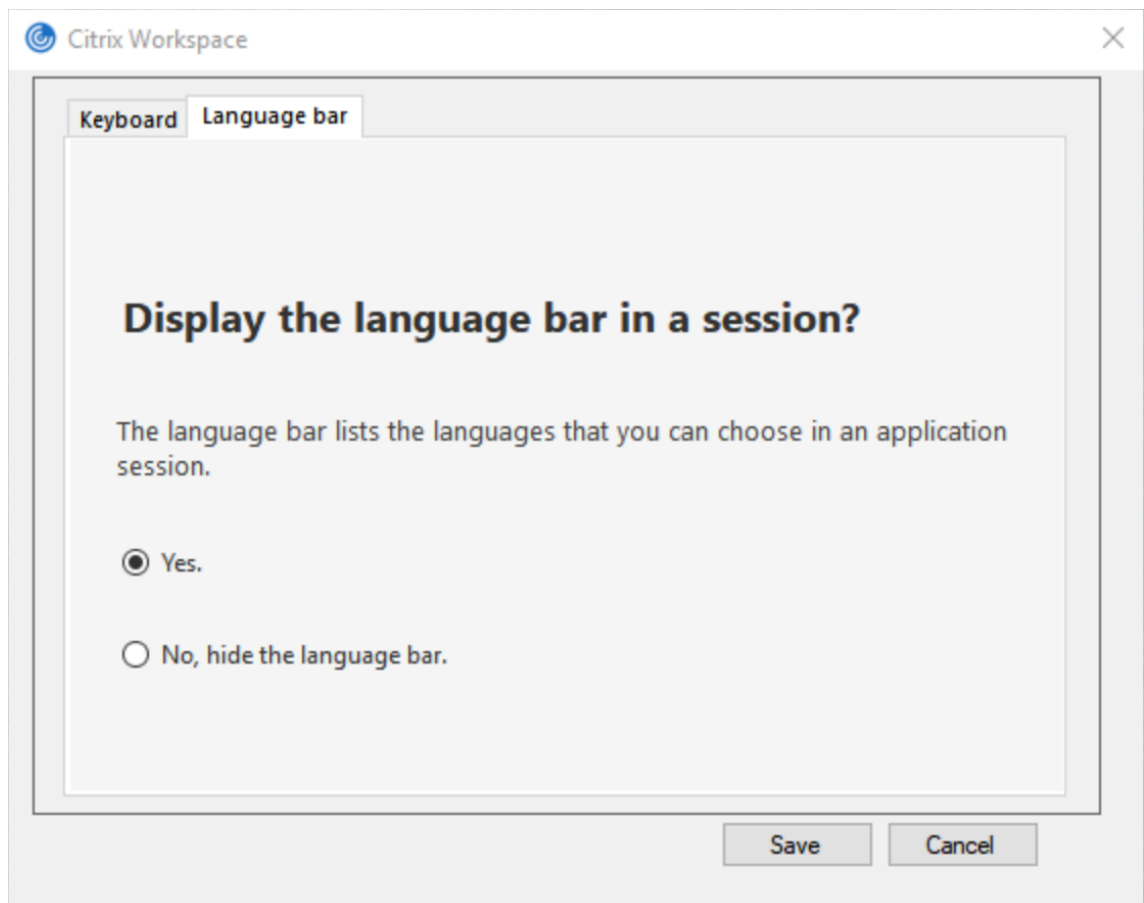 Citrix Workspace
Keyboard
Language bar
Display the language bar in a session?
The language bar lists the languages that you can choose in an application
session.
Yes.
No, hide the language bar.
Save
Cancel